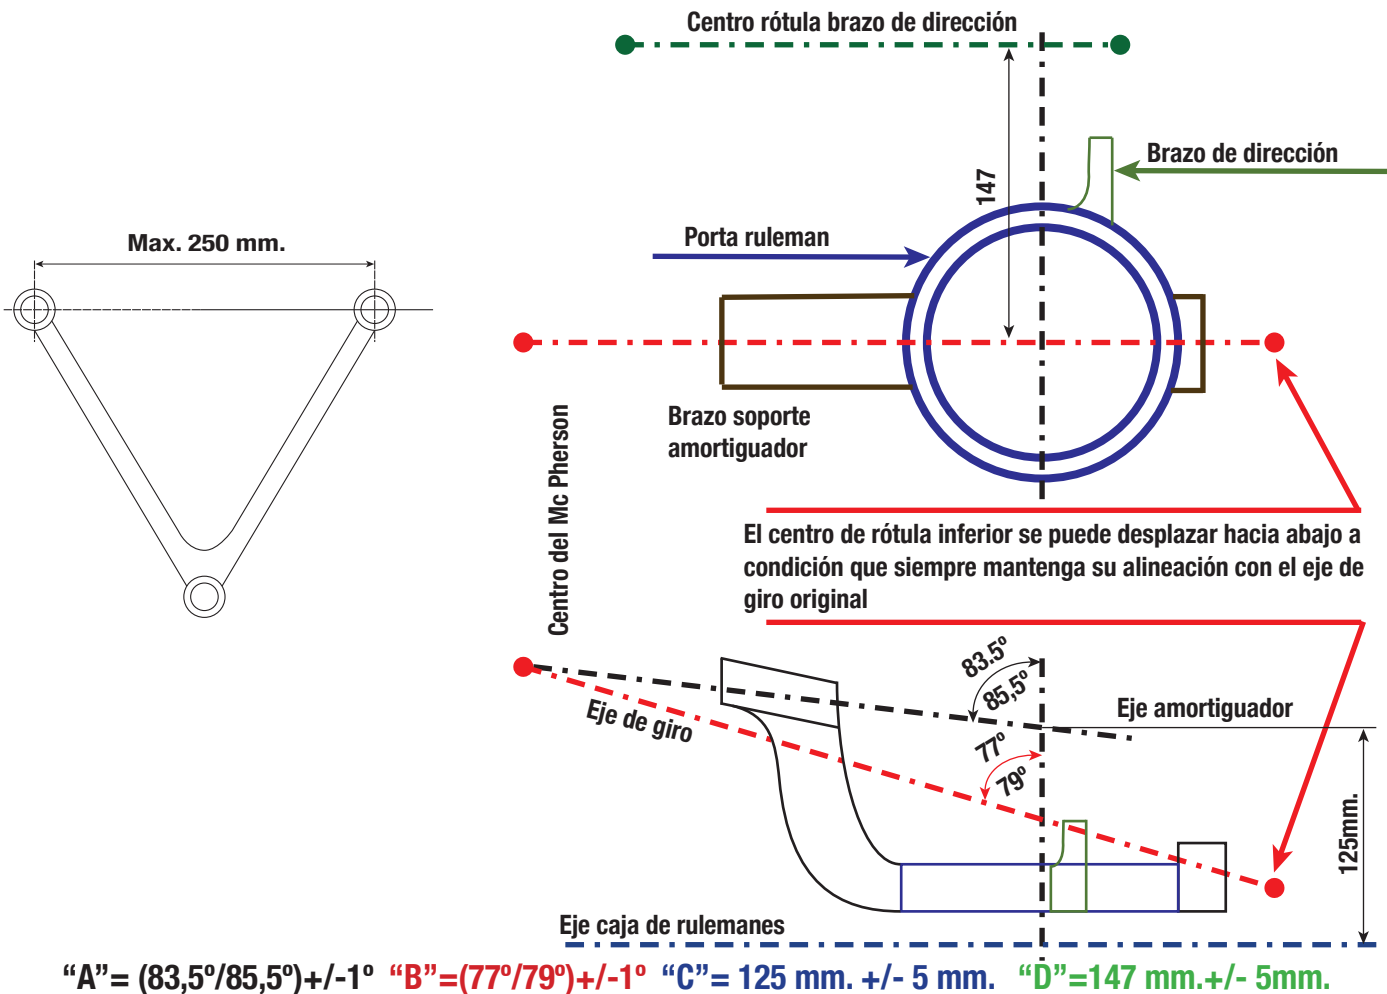 Centro rótula brazo de dirección
147
Brazo de dirección
Porta ruleman
Max. 250 mm.
Brazo soporte
amortiguador
Centro del Mc Pherson
El centro de rótula inferior se puede desplazar hacia abajo a
condición que siempre mantenga su alineación con el eje de
giro original
83.5º
85,5º
Eje de giro
Eje amortiguador
77º
79º
125mm.
Eje caja de rulemanes
“A”= (83,5º/85,5º)+/-1º “B”=(77º/79º)+/-1º “C”= 125 mm. +/- 5 mm. “D”=147 mm.+/- 5mm.